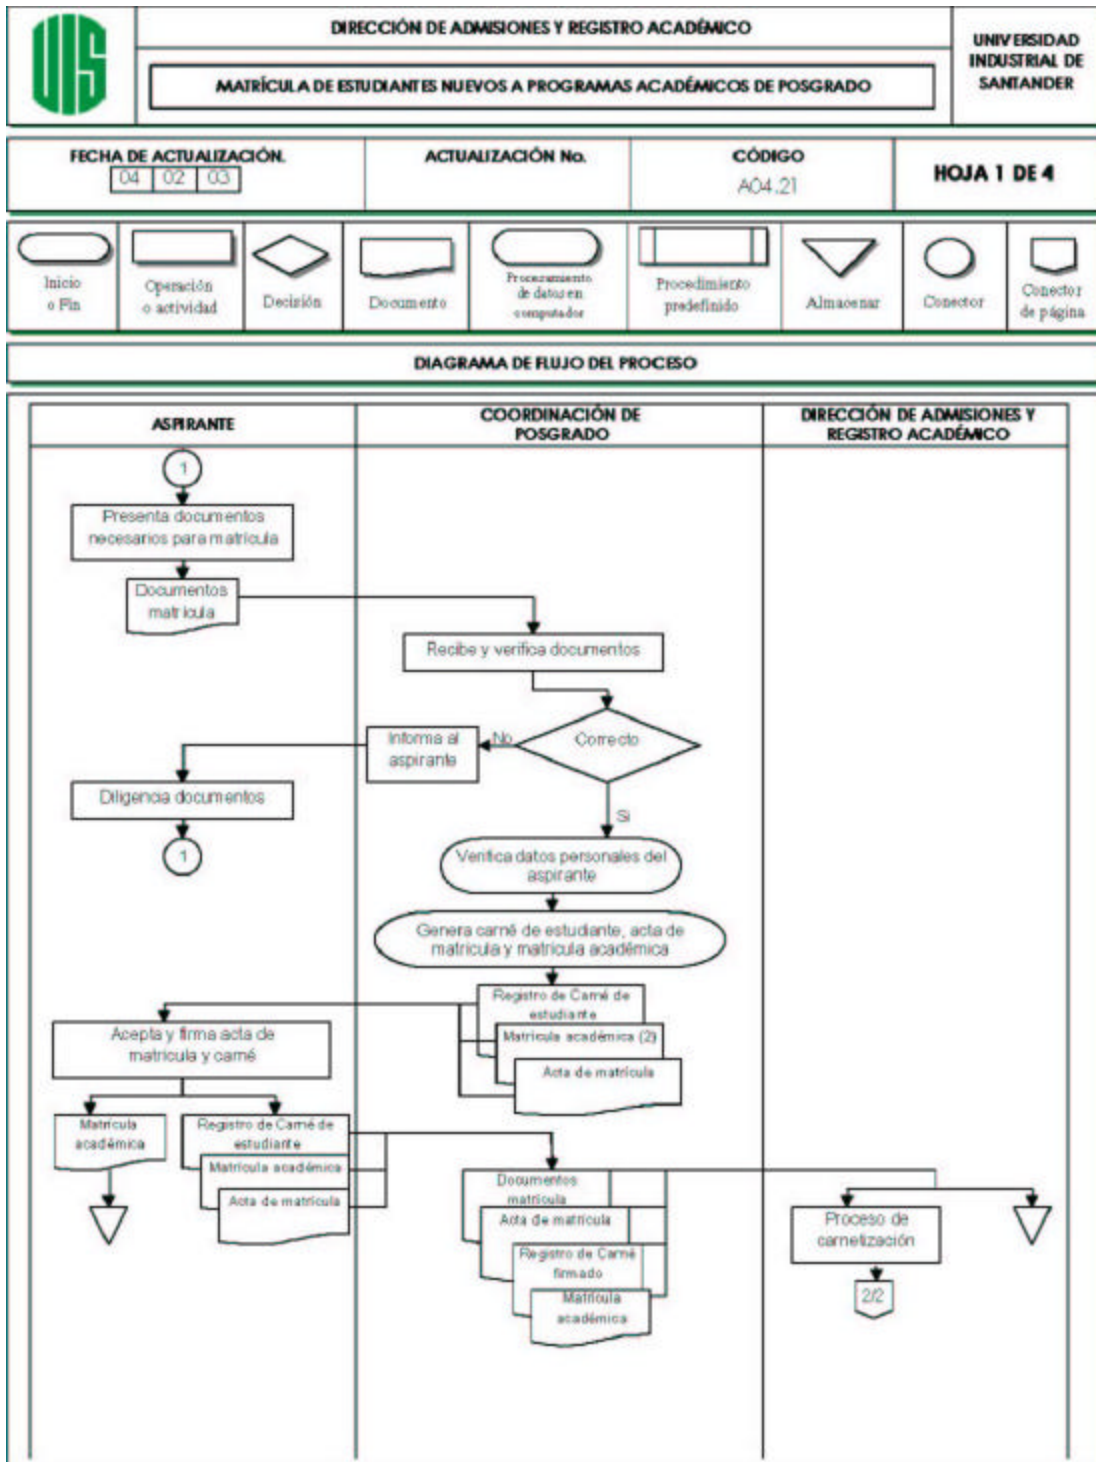 UIS
DIRECCIÓN DE ADMISIONES Y REGISTRO ACADÉMICO
MATRÍCULA DE ESTUDIANTES NUEVOS A PROGRAMAS ACADÉMICOS DE POSGRADO
UNIVERSIDAD
INDUSTRIAL DE
SANTANDER
FECHA DE ACTUALIZACIÓN.
04 02 03
ACTUALIZACIÓN No.
CÓDIGO
A04.21
HOJA 1 DE 4
Inicio
o Fin
Operación
o actividad
Decisión
Documento
Procesamiento
de datos en
computador
Procedimiento
predefinido
Almacenar
Conector
Conector
de página
DIAGRAMA DE FLUJO DEL PROCESO
ASPIRANTE
COORDINACIÓN DE
POSGRADO
DIRECCIÓN DE ADMISIONES Y
REGISTRO ACADÉMICO
1
Presenta documentos
necesarios para matrícula
Documentos
matrícula
Recibe y verifica documentos
Correcto
No
Informa al
aspirante
Diligencia documentos
1
Si
Verifica datos personales del
aspirante
Genera carné de estudiante, acta de
matrícula y matrícula académica
Registro de Carné de
estudiante
Matrícula académica (2)
Acta de matrícula
Acepta y firma acta de
matrícula y carné
Matrícula
académica
Registro de Carné de
estudiante
Matrícula académica
Acta de matrícula
Documentos
matrícula
Acta de matrícula
Registro de Carné
firmado
Matrícula
académica
Proceso de
carnetización
2/2